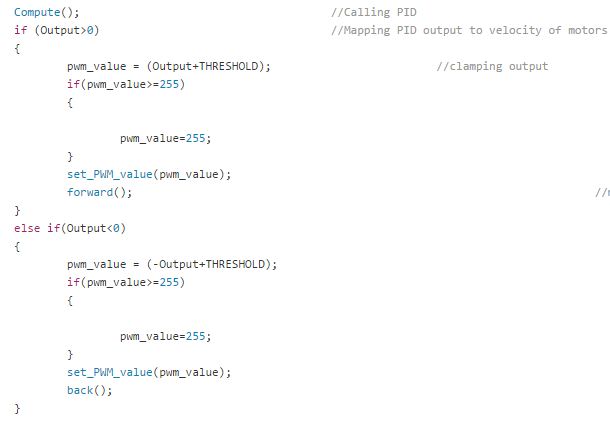 Compute(); //Calling PID
if (Output>0) //Mapping PID output to velocity of motors
{
pwm_value = (Output+THRESHOLD); //clamping output
if(pwm_value>=255)
{
pwm_value=255;
}
set_PWM_value(pwm_value);
forward(); //
}
else if(Output<0)
{
pwm_value = (-Output+THRESHOLD);
if(pwm_value>=255)
{
pwm_value=255;
}
set_PWM_value(pwm_value);
back();
}